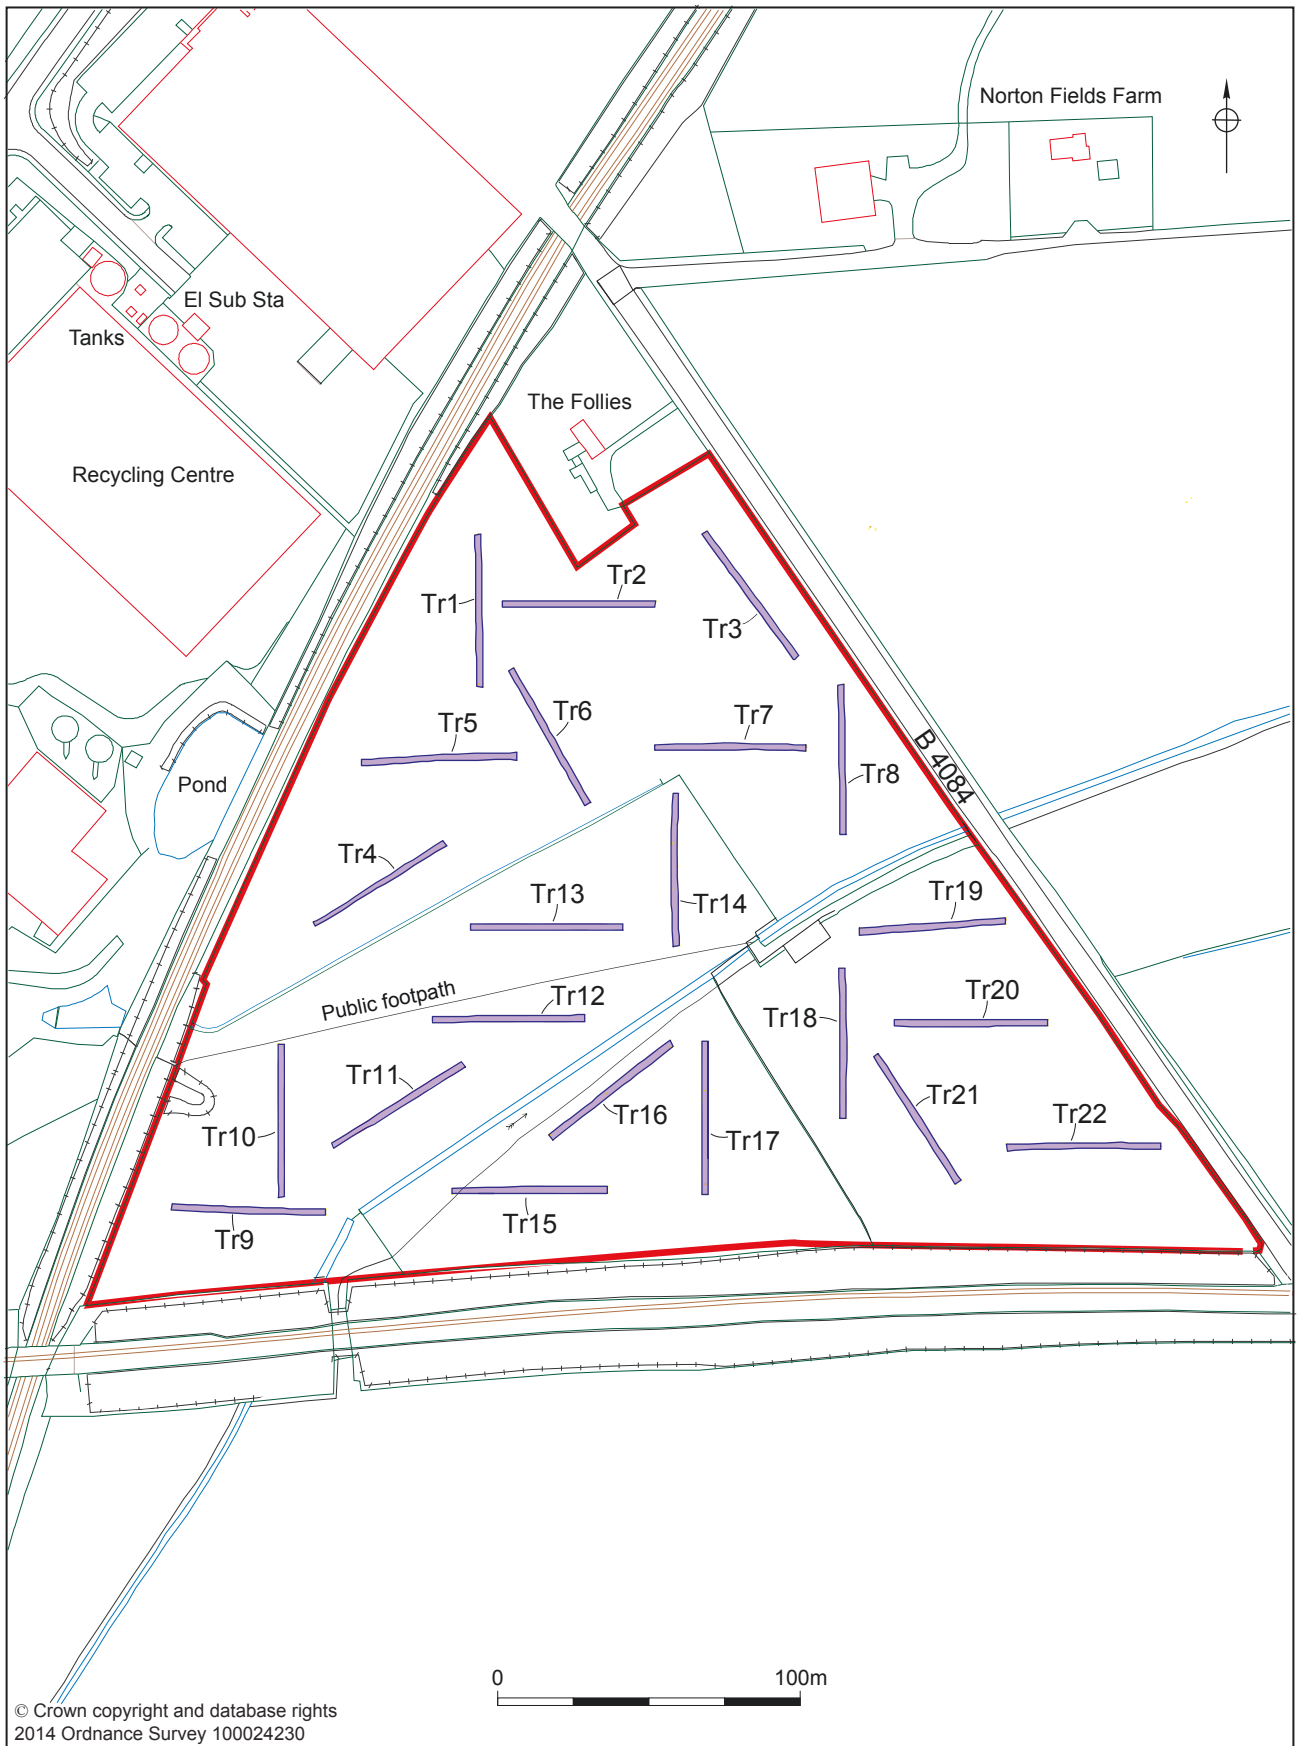 Norton Fields Farm
El Sub Sta
Tanks
The Follies
Recycling Centre
Tr2
Tr1
Tr3
Tr6
Tr5
Tr7
B 4084
Tr8
Pond
Tr4
Tr13
Tr14
Tr19
Public footpath
Tr12
Tr18
Tr20
Tr11
Tr21
Tr16
Tr22
Tr10
Tr17
Tr15
Tr9
0 100m
© Crown copyright and database rights
2014 Ordnance Survey 100024230